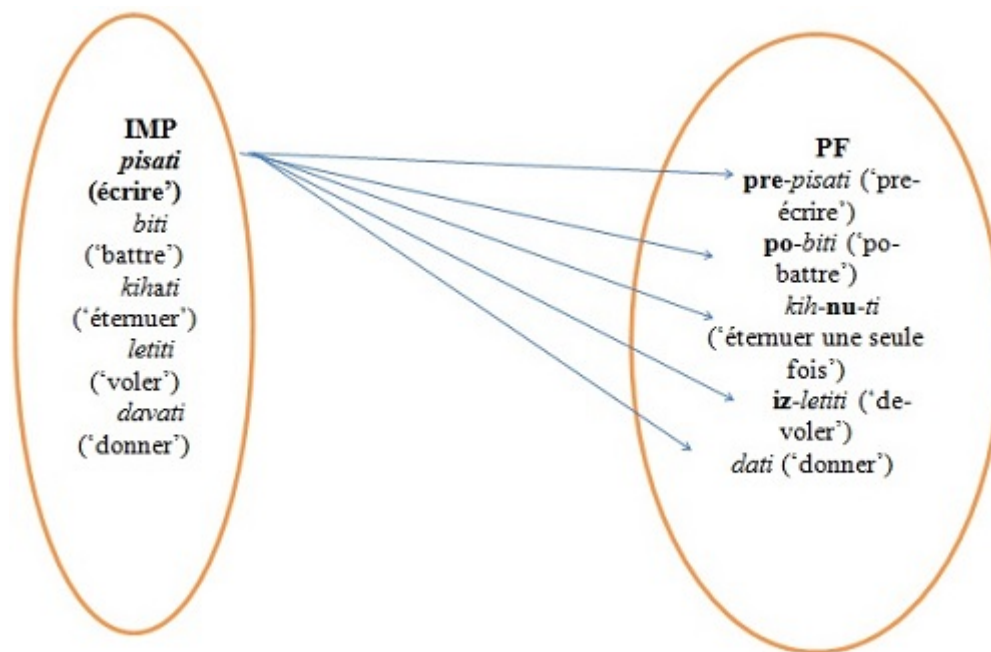 IMP
pisati
(écrire’)
biti
(‘battre’)
kihati
(‘éternuer’)
letiti
(‘voler’)
davati
(‘donner’)
PF
pre-pisati (‘pre-
écrire’)
po-biti (‘po-
battre’)
kih-nu-ti
(‘éternuer une seule
fois’)
iz-letiti (‘de-
voler’)
dati (‘donner’)